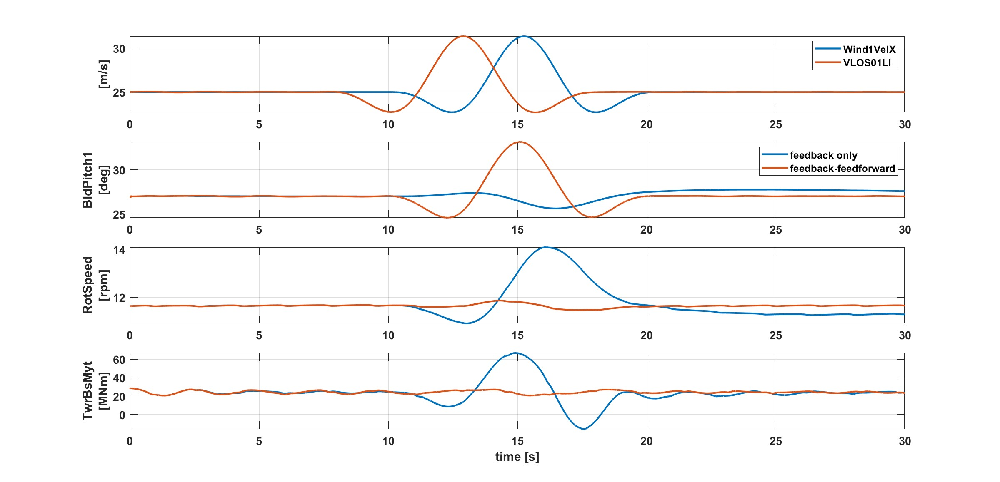 30
25
[m/s]
Wind1VelX
VLOS01LI
0 5 10 15 20 25 30
BldPitch1
[deg]
30
25
feedback only
feedback-feedforward
0 5 10 15 20 25 30
RotSpeed
[rpm]
14
12
0 5 10 15 20 25 30
TwrBsMyt
[MNm]
60
40
20
0
0 5 10 15 20 25 30
time [s]